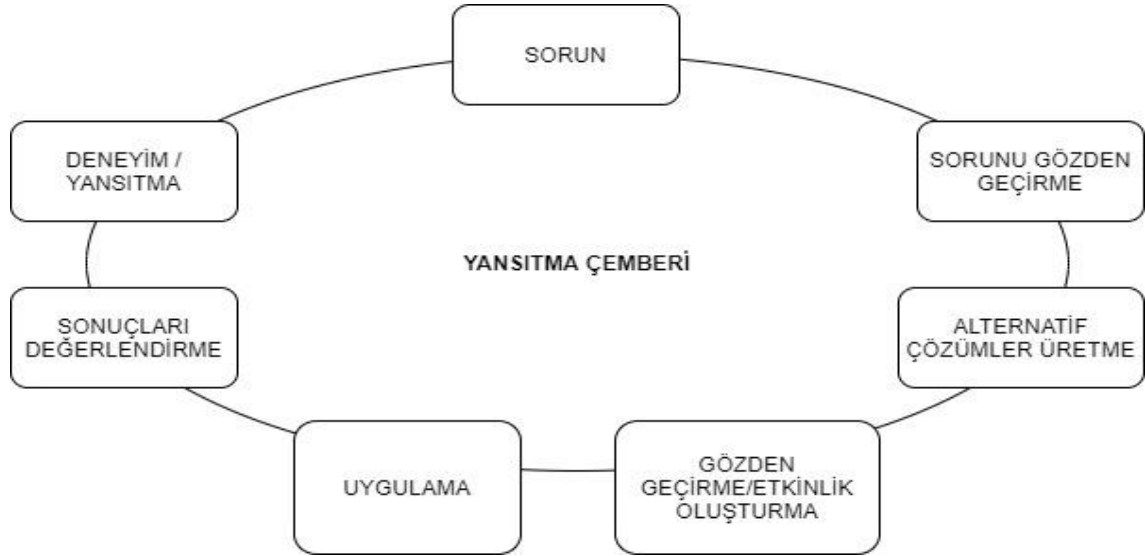 SORUN
SORUNU GÖZDEN
GEÇİRME
ALTERNATİF
ÇÖZÜMLER ÜRETME
GÖZDEN
GEÇİRME/ETKİNLİK
OLUŞTURMA
UYGULAMA
SONUÇLARI
DEĞERLENDİRME
DENEYİM /
YANSITMA
YANSITMA ÇEMBERİ